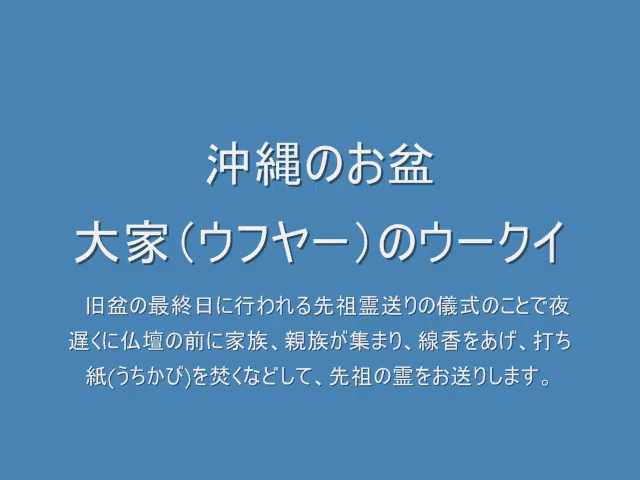 沖縄のお盆
大家（ウフヤー）のウークイ
旧盆の最終日に行われる先祖霊送りの儀式のことで夜
遅くに仏壇の前に家族、親族が集まり、線香をあげ、打ち
紙(うちかび)を焚くなどして、先祖の霊をお送りします。